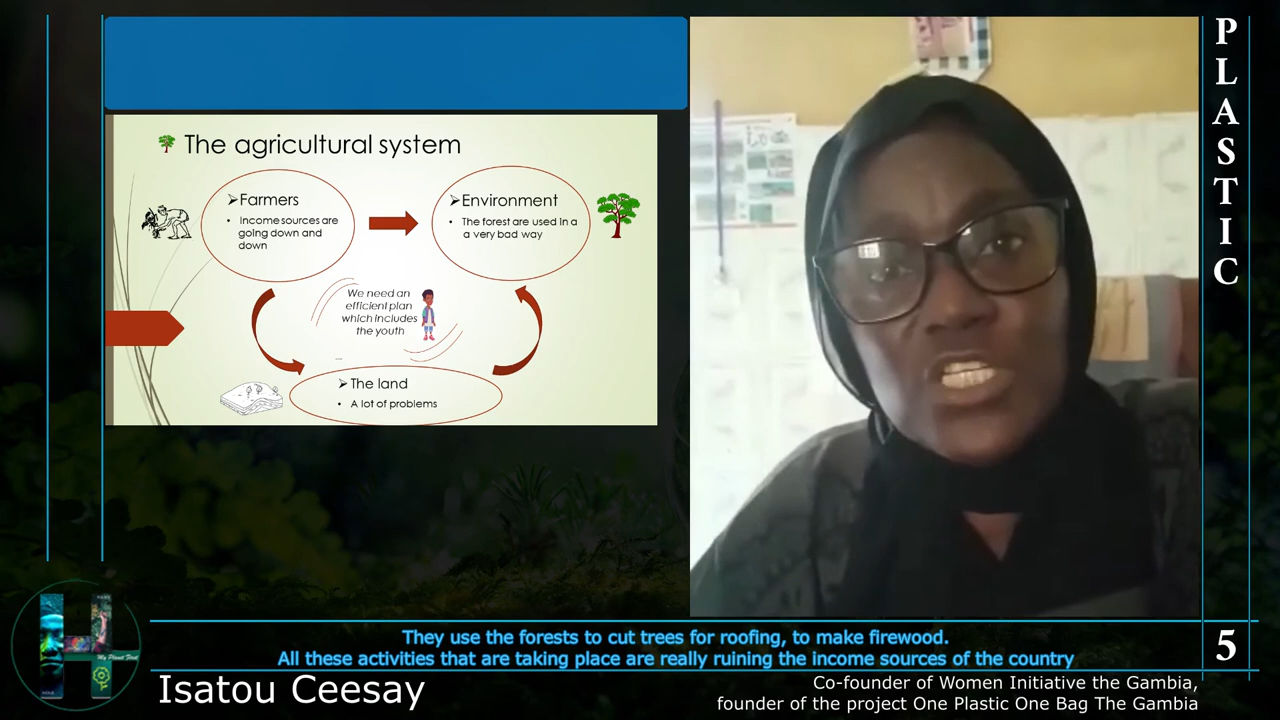 The agricultural system
➢Farmers
• Income sources are
going down and
down
➢Environment
• The forest are used in a
a very bad way
We need an
efficient plan
which includes
the youth
➢The land
• A lot of problems
PLASTIC
5
They use the forests to cut trees for roofing, to make firewood.
All these activities that are taking place are really ruining the income sources of the country
Isatou Ceesay
Co-founder of Women Initiative the Gambia,
founder of the project One Plastic One Bag The Gambia
H
My Planet First